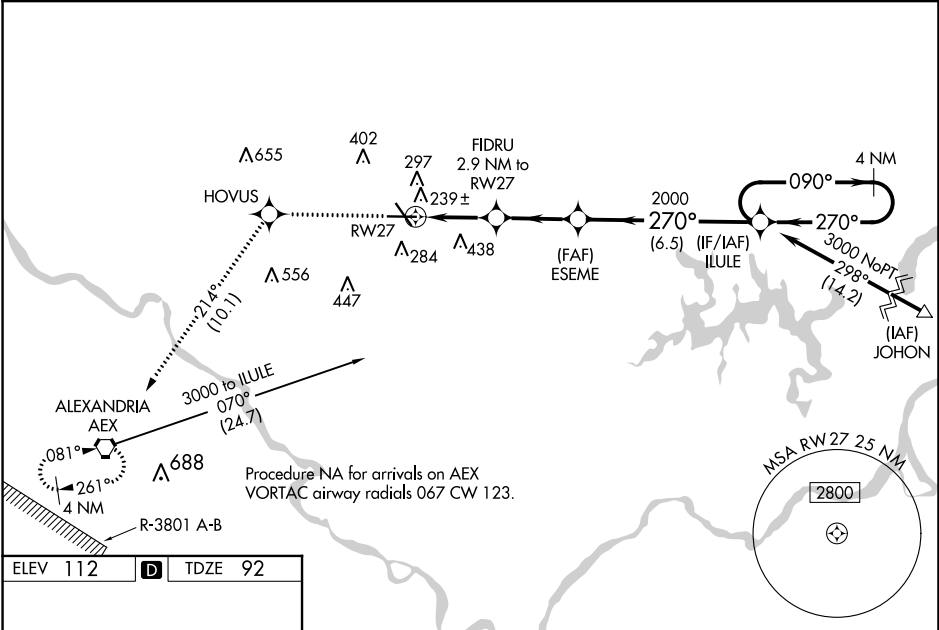 655
402
297
239±
FIDRU
2.9 NM to
RW27
HOVUS
RW27
284
438
556
447
(FAF)
ESEME
2000
270°
(6.5)
(IF/IAF)
ILULE
4 NM
090°
270°
3000 NoPT
298°
(14.2)
(IAF)
JOHON
214°
(10.1)
ALEXANDRIA
AEX
3000 to ILULE
070°
(24.7)
081°
261°
4 NM
688
Procedure NA for arrivals on AEX
VORTAC airway radials 067 CW 123.
R-3801 A-B
MSA RW27 25 NM
2800
ELEV 112 D TDZE 92